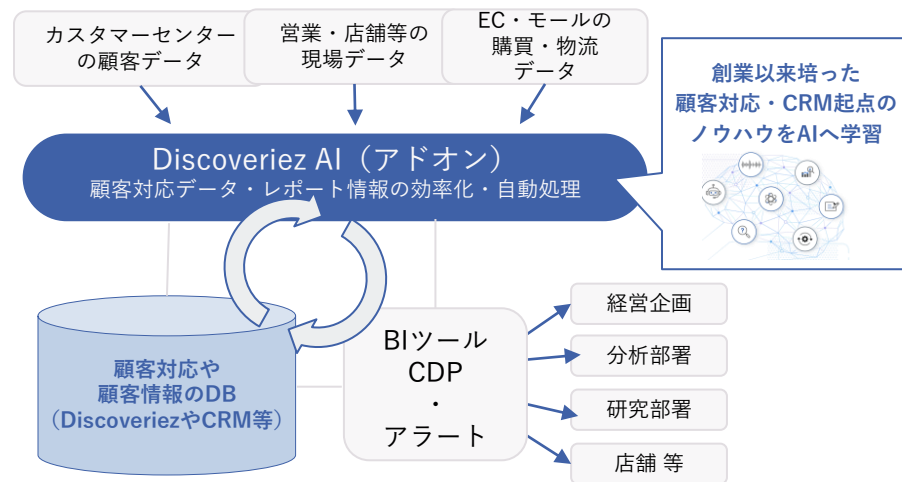 カスタマーセンター
の顧客データ
営業・店舗等の
現場データ
EC・モールの
購買・物流
データ
創業以来培った
顧客対応・CRM起点の
ノウハウをAIへ学習
Discoveriez AI（アドオン）
顧客対応データ・レポート情報の効率化・自動処理
顧客対応や
顧客情報のDB
（DiscoveriezやCRM等）
BIツール
CDP
・
アラート
経営企画
分析部署
研究部署
店舗 等